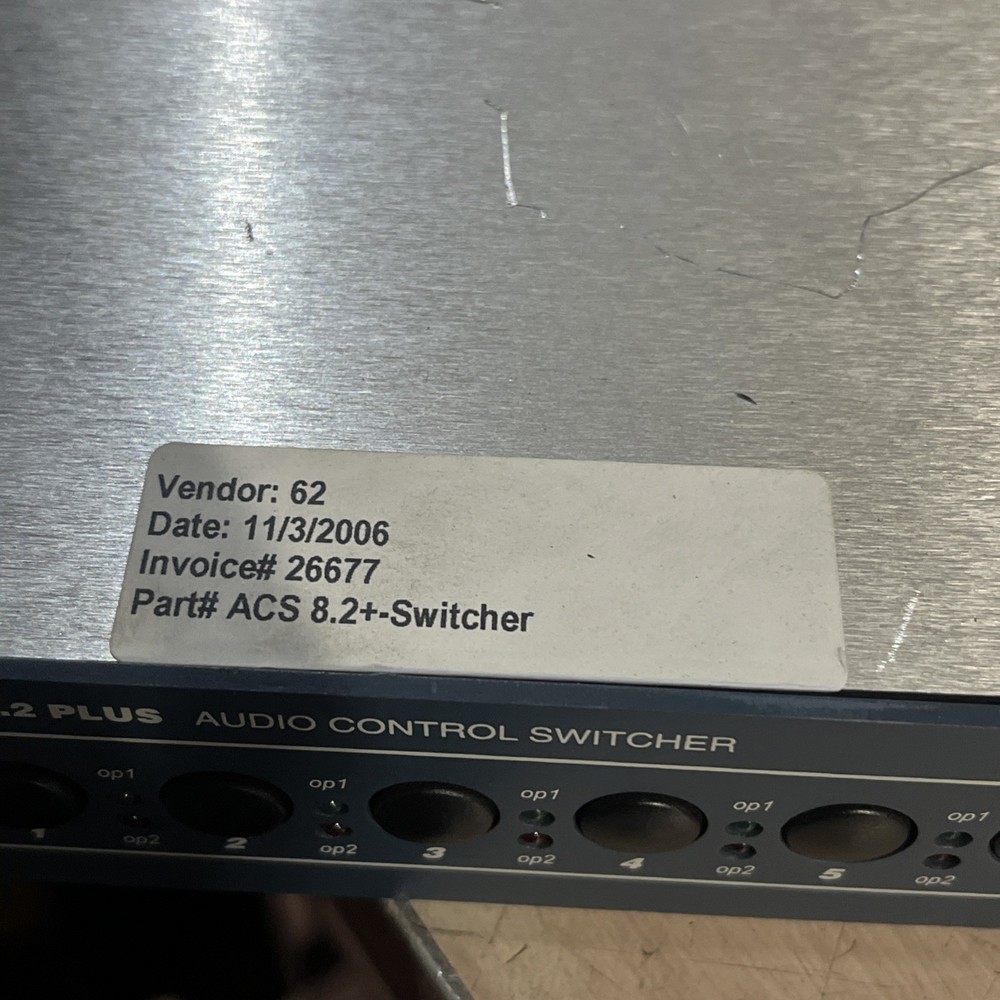 Vendor: 62
Date: 11/3/2006
Invoice# 26677
Part# ACS 8.2+-Switcher
.2 PLUS AUDIO CONTROL SWITCHER
op1 op1 op1 op1 op1
op2 op2 op2 op2 op2
1 2 3 4 5